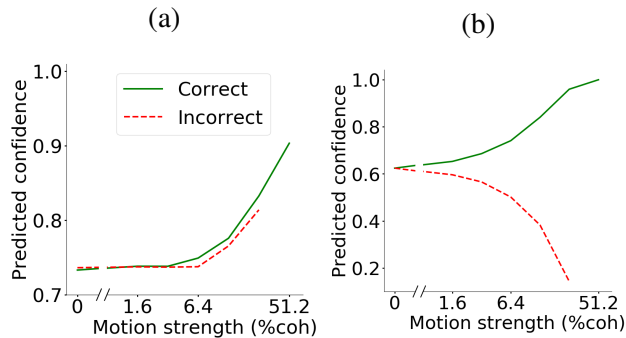 (a)
Predicted confidence
1.0
0.9
0.8
0.7
Correct
Incorrect
0 // 1.6 6.4 51.2
Motion strength (%coh)
(b)
Predicted confidence
1.0
0.8
0.6
0.4
0.2
0 // 1.6 6.4 51.2
Motion strength (%coh)